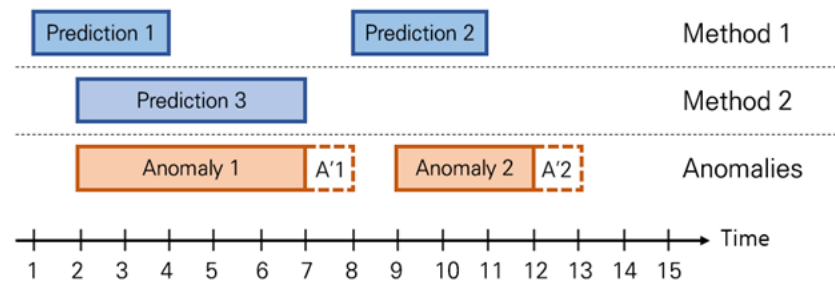 Prediction 1 Prediction 2 Method 1
Prediction 3 Method 2
Anomaly 1 A'1 Anomaly 2 A'2 Anomalies
Time
1 2 3 4 5 6 7 8 9 10 11 12 13 14 15